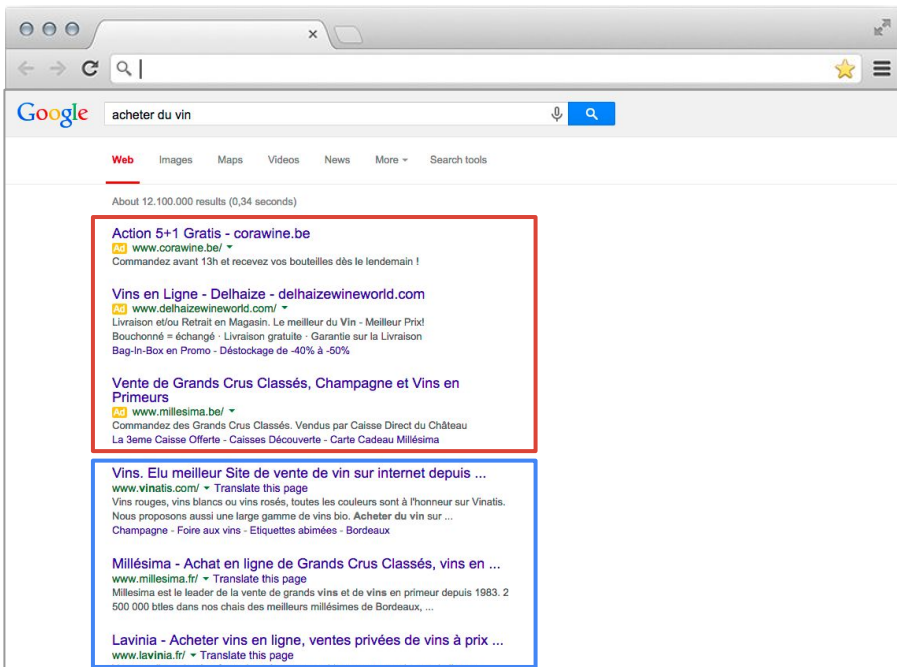 Google
acheter du vin
Web Images Maps Videos News More Search tools
About 12.100.000 results (0,34 seconds)
Action 5+1 Gratis - corawine.be
Ad www.corawine.be/
Commandez avant 13h et recevez vos bouteilles dès le lendemain !
Vins en Ligne - Delhaize - delhaizewineworld.com
Ad www.delhaizewineworld.com/
Livraison et/ou Retrait en Magasin. Le meilleur du Vin - Meilleur Prix!
Bouchonné = échangé · Livraison gratuite · Garantie sur la Livraison
Bag-In-Box en Promo - Déstockage de -40% à -50%
Vente de Grands Crus Classés, Champagne et Vins en
Primeurs
Ad www.millesima.be/
Commandez des Grands Crus Classés. Vendus par Caisse Direct du Château
La 3eme Caisse Offerte - Caisses Découverte - Carte Cadeau Millésima
Vins. Elu meilleur Site de vente de vin sur internet depuis ...
www.vinatis.com/ Translate this page
Vins rouges, vins blancs ou vins rosés, toutes les couleurs sont à l'honneur sur Vinatis.
Nous proposons aussi une large gamme de vins bio. Acheter du vin sur ...
Champagne - Foire aux vins - Etiquettes abimées - Bordeaux
Millésima - Achat en ligne de Grands Crus Classés, vins en ...
www.millesima.fr/ Translate this page
Millesima est le leader de la vente de grands vins et de vins en primeur depuis 1983. 2
500 000 btles dans nos chais des meilleurs millésimes de Bordeaux, ...
Lavinia - Acheter vins en ligne, ventes privées de vins à prix ...
www.lavinia.fr/ Translate this page